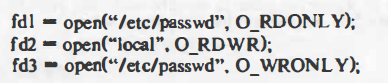 fd1 = open(“/etc/passwd”, O_RDONLY);
fd2 = open(“local”, O_RDWR);
fd3 = open(“/etc/passwd”, O_WRONLY);